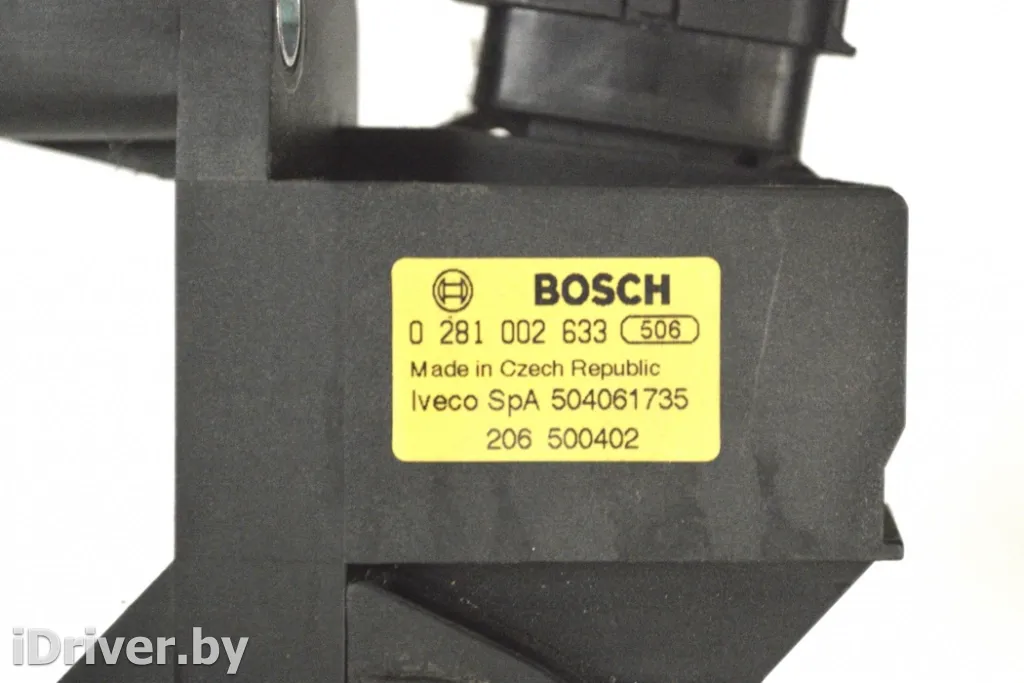 BOSCH
0 281 002 633 506
Made in Czech Republic
Iveco SpA 504061735
206 500402
iDriver.by